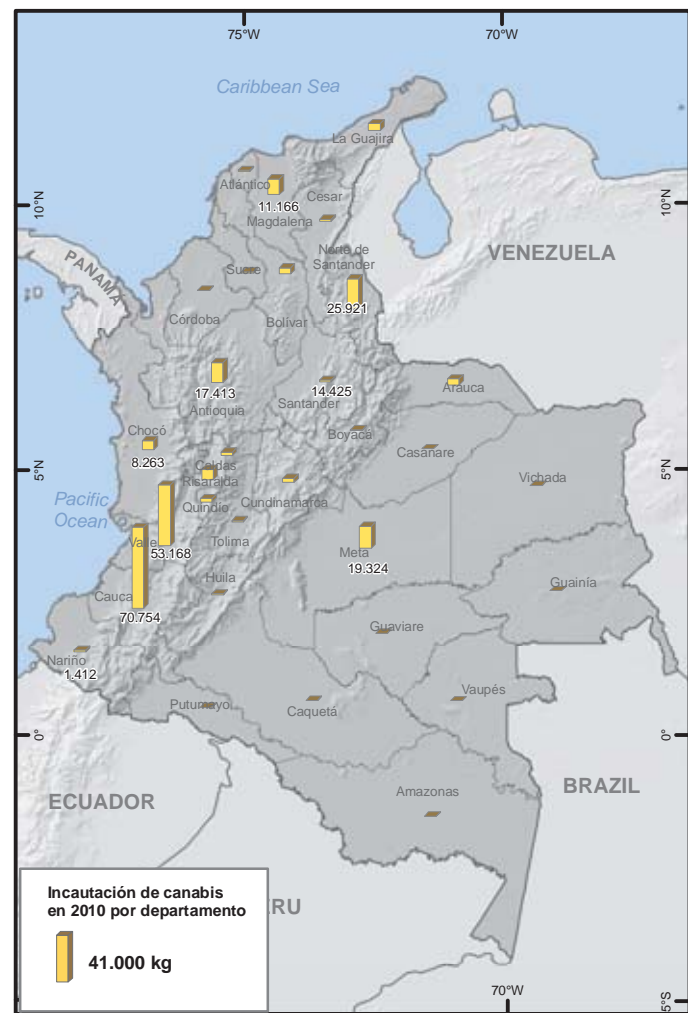 75°W
70°W
Caribbean Sea
La Guajira
Atlántico
Cesar
10°N
10°N
11.166
Magdalena
PANAMA
Norte de
Santander
VENEZUELA
Sucre
25.921
Córdoba
Bolívar
17.413
Antioquia
14.425
Santander
Arauca
Chocó
8.263
Boyacá
Casanare
5°N
5°N
Caldas
Risaralda
Quindío
Cundinamarca
Vichada
Pacific
Ocean
Valle
53.168
Tolima
Meta
19.324
Huila
Guainía
Cauca
70.754
Guaviare
Nariño
1.412
Putumayo
Caquetá
Vaupés
0°
0°
ECUADOR
Amazonas
BRAZIL
Incautación de canabis
en 2010 por departamento
41.000 kg
ERU
70°W
5°S